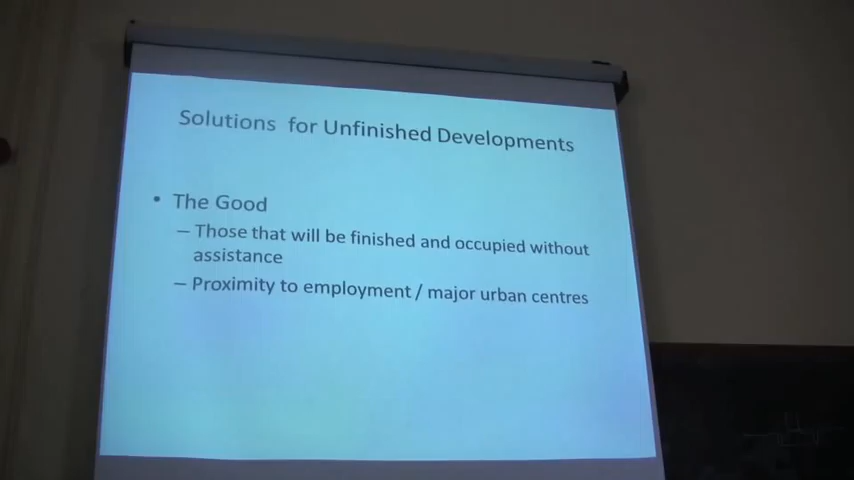 Solutions for Unfinished Developments
• The Good
– Those that will be finished and occupied without
assistance
– Proximity to employment / major urban centres